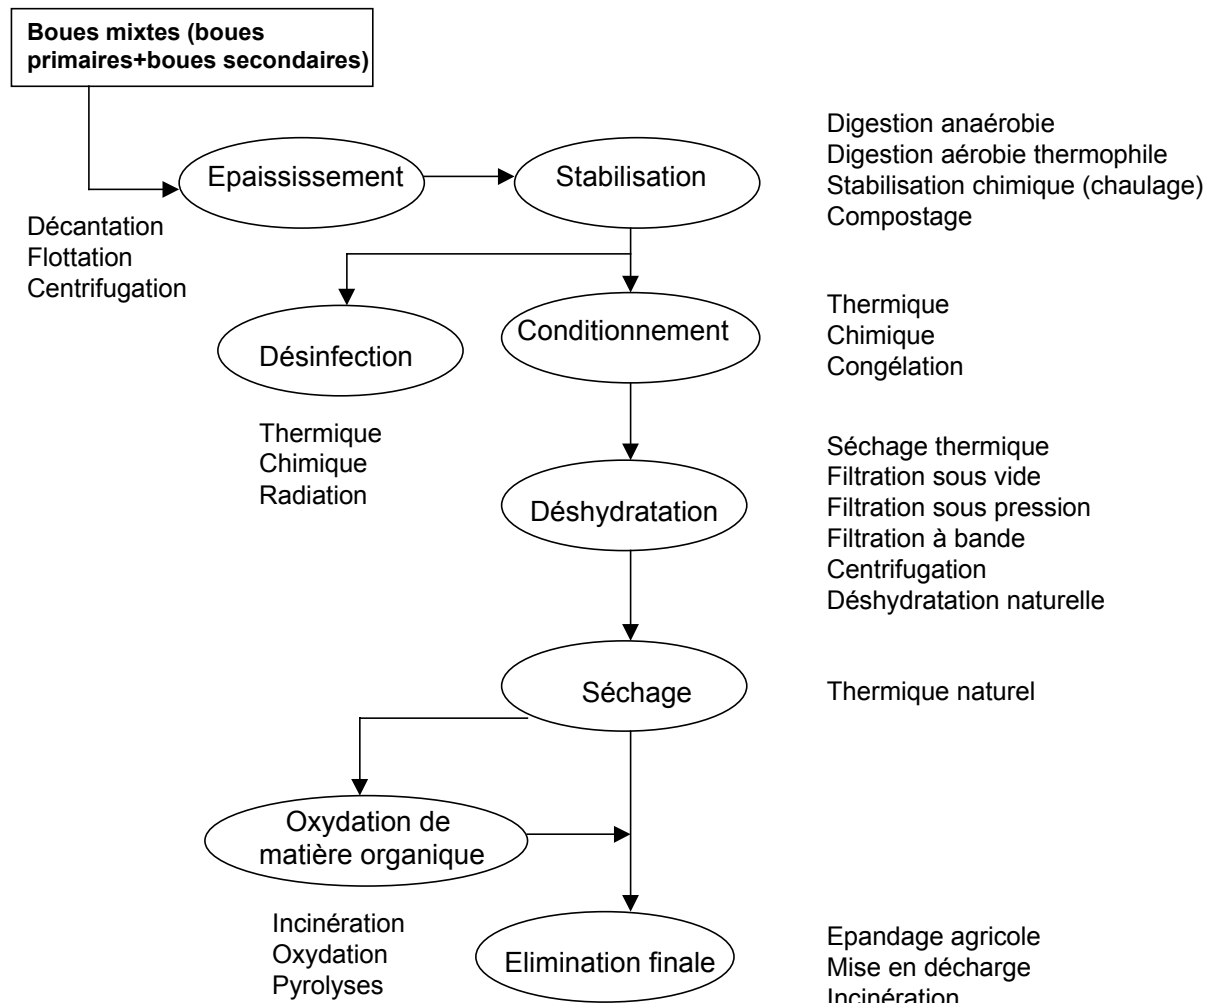 Boues mixtes (boues
primaires+boues secondaires)
Epaississement
Stabilisation
Digestion anaérobie
Digestion aérobie thermophile
Stabilisation chimique (chaulage)
Compostage
Décantation
Flottation
Centrifugation
Désinfection
Conditionnement
Thermique
Chimique
Congélation
Thermique
Chimique
Radiation
Déshydratation
Séchage thermique
Filtration sous vide
Filtration sous pression
Filtration à bande
Centrifugation
Déshydratation naturelle
Séchage
Thermique naturel
Oxydation de
matière organique
Incinération
Oxydation
Pyrolyses
Elimination finale
Epandage agricole
Mise en décharge
Incinération